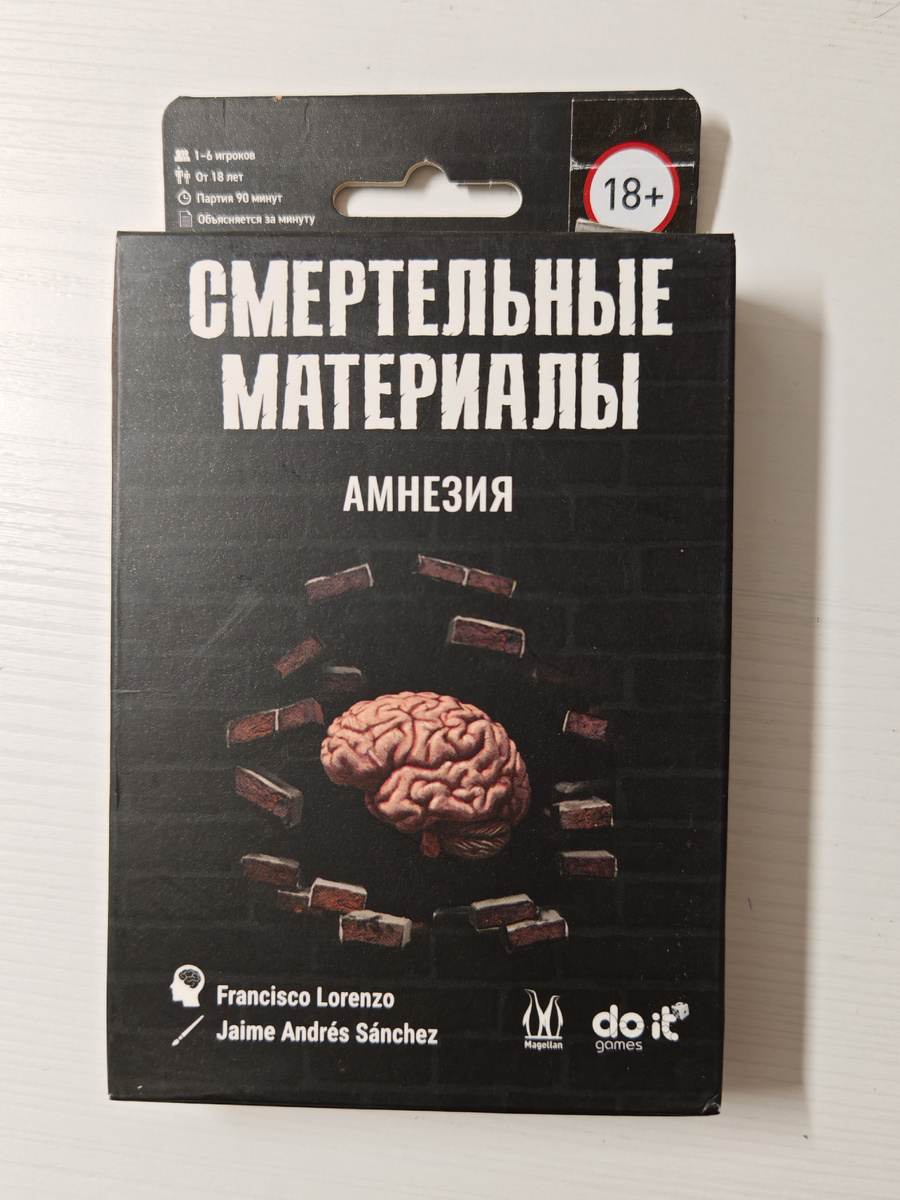 1–6 игроков
От 18 лет
Партия 90 минут
Объясняется за минуту
18+
СМЕРТЕЛЬНЫЕ
МАТЕРИАЛЫ
АМНЕЗИЯ
Francisco Lorenzo
Jaime Andrés Sánchez
Magellan
do it
games